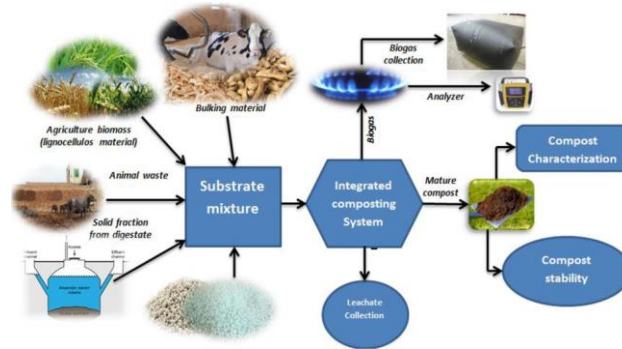 Biogas
collection
Analyzer
Bulking material
Agriculture biomass
(lignocellulos material)
Biogas
Animal waste
Substrate
mixture
Integrated
composting
System
Mature
compost
Compost
Characterization
Solid fraction
from digestate
Compost
stability
Leachate
Collection